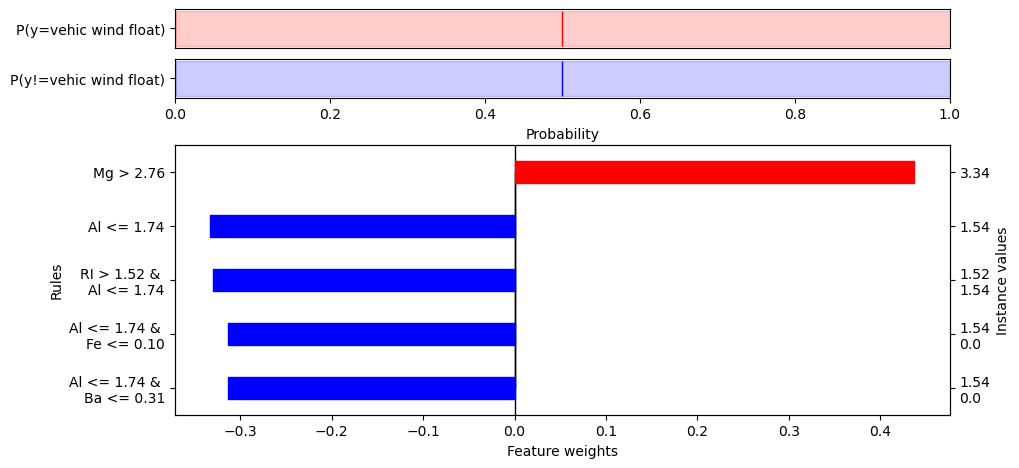 P(y=vehic wind float)
P(y!=vehic wind float)
0.0 0.2 0.4 0.6 0.8 1.0
Probability
Rules
Mg > 2.76
3.34
Al <= 1.74
1.54
RI > 1.52 &
Al <= 1.74
1.52
1.54
Al <= 1.74 &
Fe <= 0.10
1.54
0.0
Al <= 1.74 &
Ba <= 0.31
1.54
0.0
Instance values
−0.3 −0.2 −0.1 0.0 0.1 0.2 0.3 0.4
Feature weights